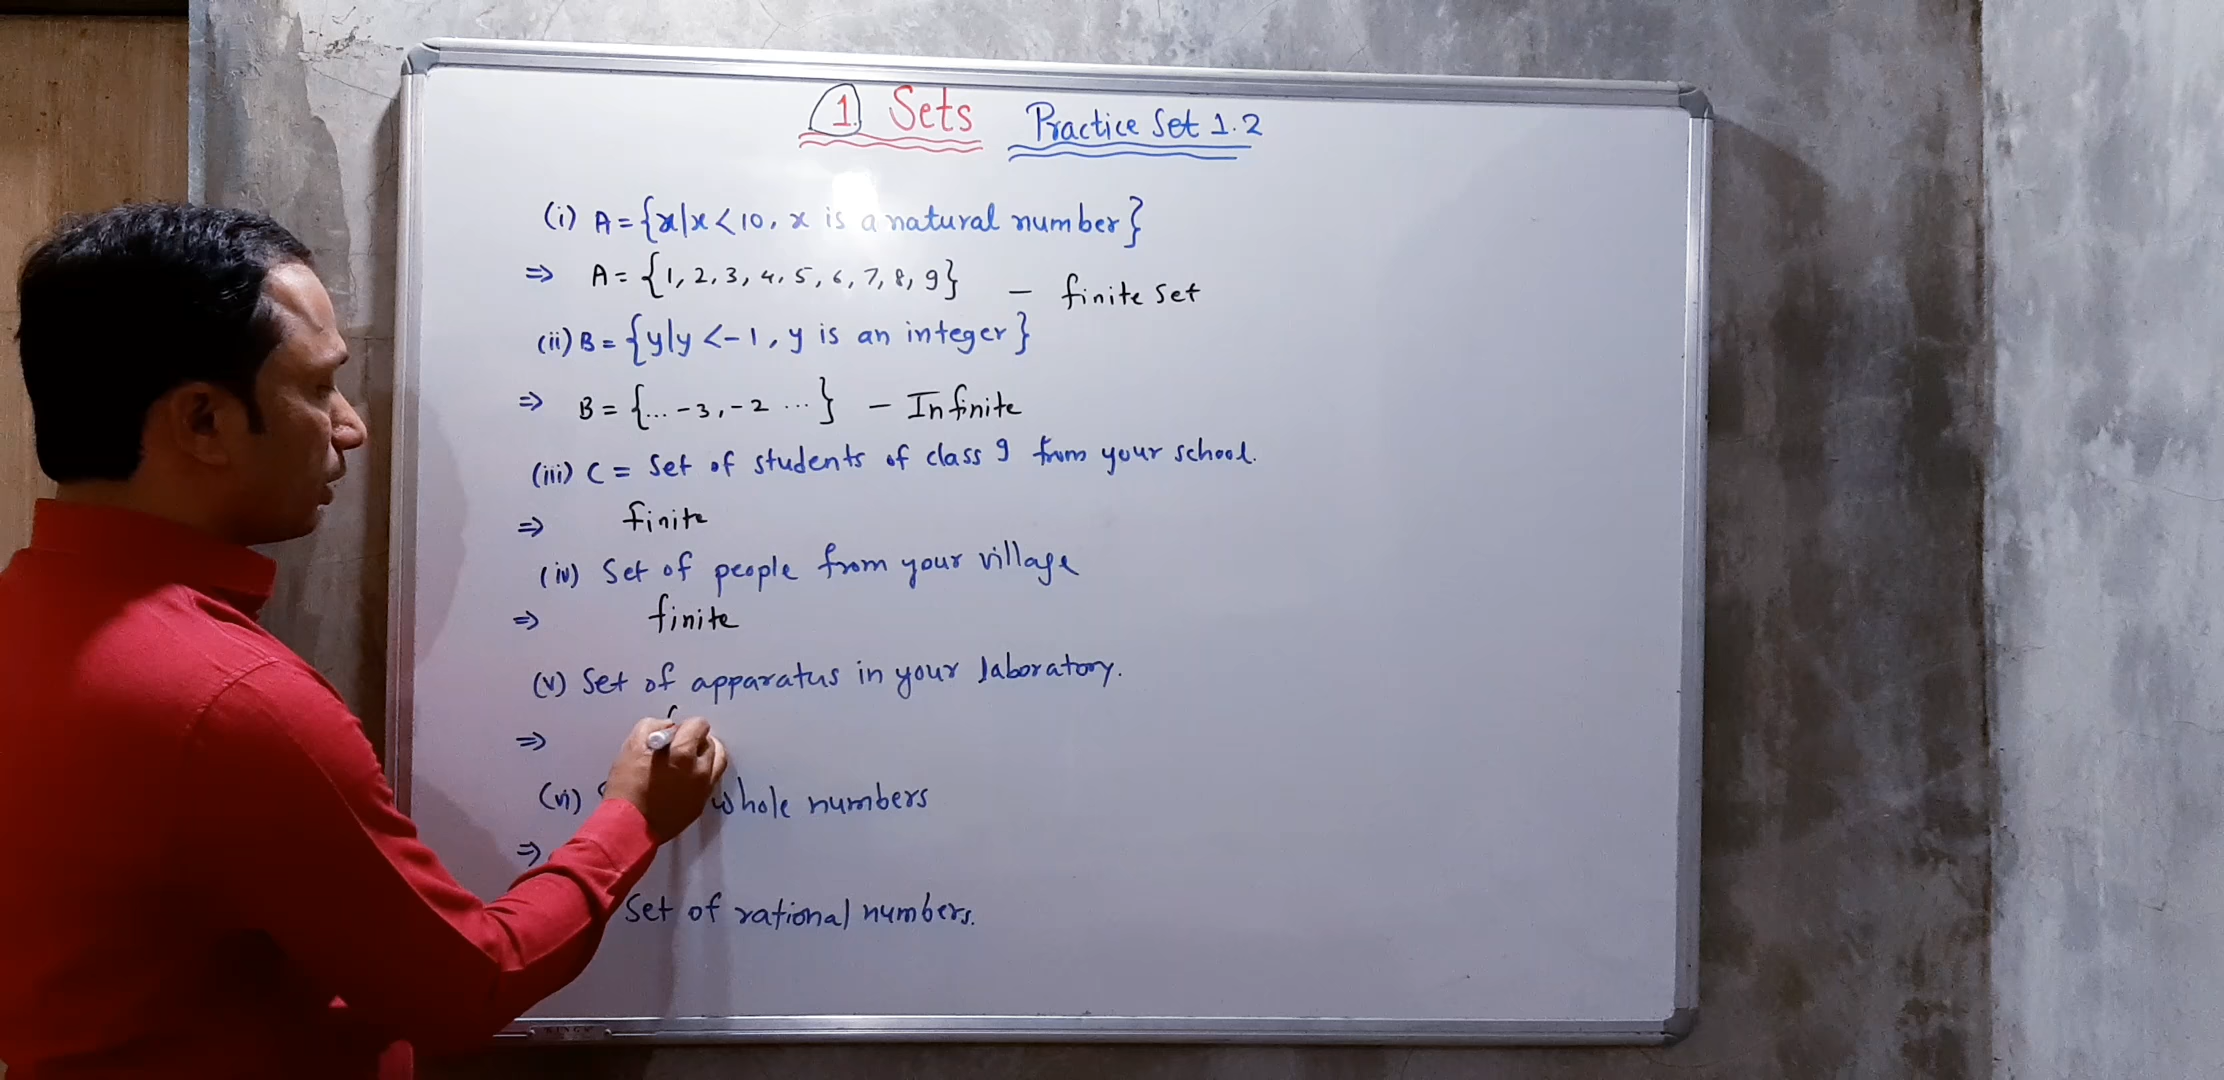 1. Sets Practice Set 1.2
(i) A = {x|x < 10, x is a natural number}
⇒ A = {1, 2, 3, 4, 5, 6, 7, 8, 9} – finite set
(ii) B = {y|y < -1, y is an integer}
⇒ B = {... -3, -2 ...} – Infinite
(iii) C = Set of students of class 9 from your school.
⇒ finite
(iv) Set of people from your village
⇒ finite
(v) Set of apparatus in your laboratory.
⇒
(vi) whole numbers
⇒
Set of rational numbers.